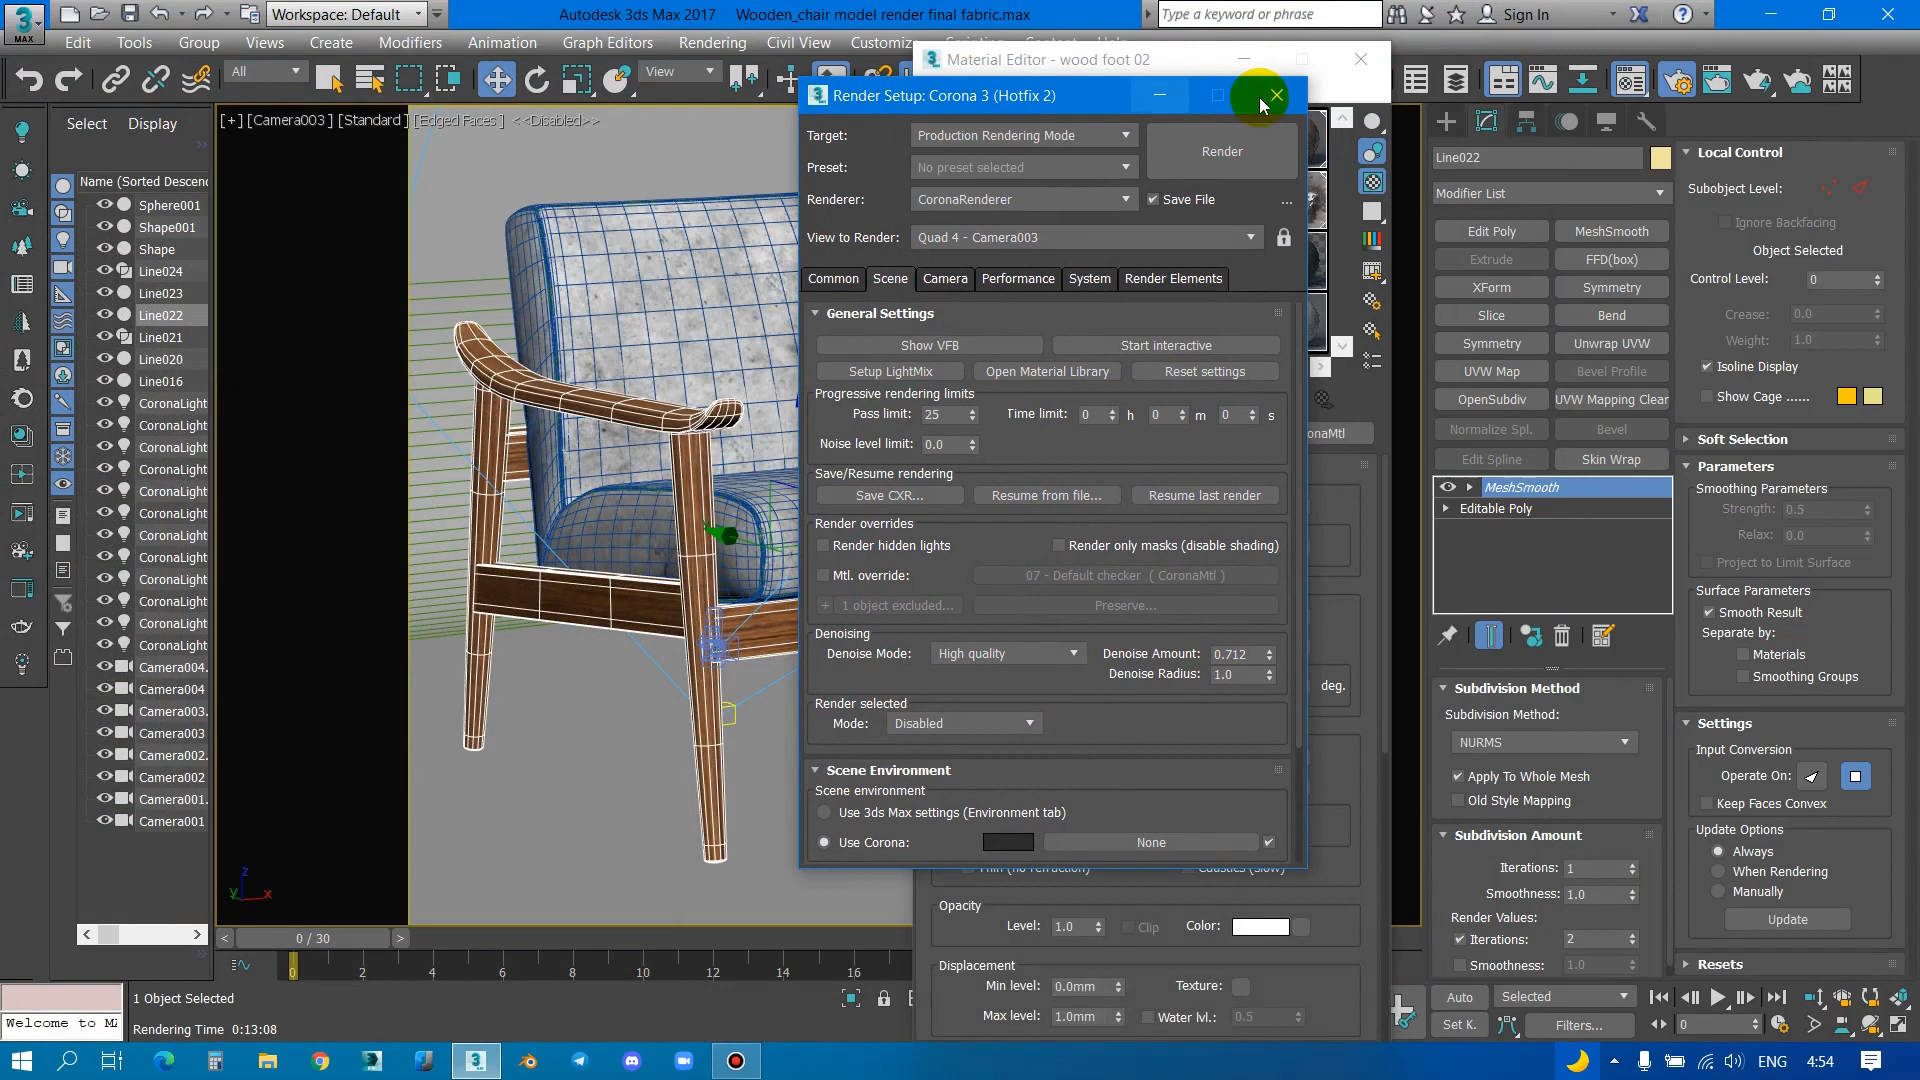 Workspace: Default
Autodesk 3ds Max 2017
Wooden_chair model render final fabric.max
Type a keyword or phrase
Sign In
MAX
Edit
Tools
Group
Views
Create
Modifiers
Animation
Graph Editors
Rendering
Civil View
Customize
All
View
Material Editor - wood foot 02
Render Setup: Corona 3 (Hotfix 2)
Select
Display
Name (Sorted Descend
Sphere001
Shape001
Shape
Line024
Line023
Line022
Line021
Line020
Line016
CoronaLight
CoronaLight
CoronaLight
CoronaLight
CoronaLight
CoronaLight
CoronaLight
CoronaLight
CoronaLight
CoronaLight
CoronaLight
CoronaLight
Camera004.
Camera004
Camera003.
Camera003
Camera002.
Camera002
Camera001.
Camera001
[+] [Camera003] [Standard] [Edged Faces] <<Disabled>>
Target:
Production Rendering Mode
Render
Preset:
No preset selected
Renderer:
CoronaRenderer
Save File
...
View to Render:
Quad 4 - Camera003
Common
Scene
Camera
Performance
System
Render Elements
General Settings
Show VFB
Start interactive
Setup LightMix
Open Material Library
Reset settings
Progressive rendering limits
Pass limit: 25
Time limit: 0 h 0 m 0 s
Noise level limit: 0.0
Save/Resume rendering
Save CXR...
Resume from file...
Resume last render
Render overrides
Render hidden lights
Render only masks (disable shading)
Mtl. override:
07 - Default checker ( CoronaMtl )
+ 1 object excluded...
Preserve...
Denoising
Denoise Mode:
High quality
Denoise Amount: 0.712
Denoise Radius: 1.0
Render selected
Mode:
Disabled
Scene Environment
Scene environment
Use 3ds Max settings (Environment tab)
Use Corona:
None
onaMtl
deg.
Opacity
Level: 1.0
Clip
Color:
Displacement
Min level: 0.0mm
Texture:
Max level: 1.0mm
Water lvl.: 0.5
Line022
Modifier List
Edit Poly
MeshSmooth
Extrude
FFD(box)
XForm
Symmetry
Slice
Bend
Symmetry
Unwrap UVW
UVW Map
Bevel Profile
OpenSubdiv
UVW Mapping Clear
Normalize Spl.
Bevel
Edit Spline
Skin Wrap
MeshSmooth
Editable Poly
Subdivision Method
Subdivision Method:
NURMS
Apply To Whole Mesh
Old Style Mapping
Subdivision Amount
Iterations: 1
Smoothness: 1.0
Render Values:
Iterations: 2
Smoothness: 1.0
Local Control
Subobject Level:
Ignore Backfacing
Object Selected
Control Level: 0
Crease: 0.0
Weight: 1.0
Isoline Display
Show Cage ......
Soft Selection
Parameters
Smoothing Parameters
Strength: 0.5
Relax: 0.0
Project to Limit Surface
Surface Parameters
Smooth Result
Separate by:
Materials
Smoothing Groups
Settings
Input Conversion
Operate On:
Keep Faces Convex
Update Options
Always
When Rendering
Manually
Update
Resets
z
y
x
0 / 30
0
2
4
6
8
10
12
14
16
1 Object Selected
Welcome to MA
Rendering Time 0:13:08
Auto
Selected
Set K.
Filters...
0
ENG
4:54